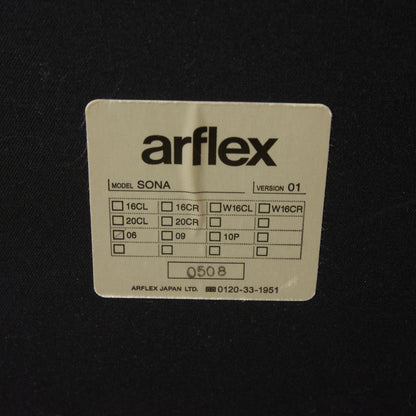 arflex
MODEL SONA VERSION 01
16CL 16CR W16CL W16CR
20CL 20CR
06 09 10P
0508
ARFLEX JAPAN LTD. 0120-33-1951